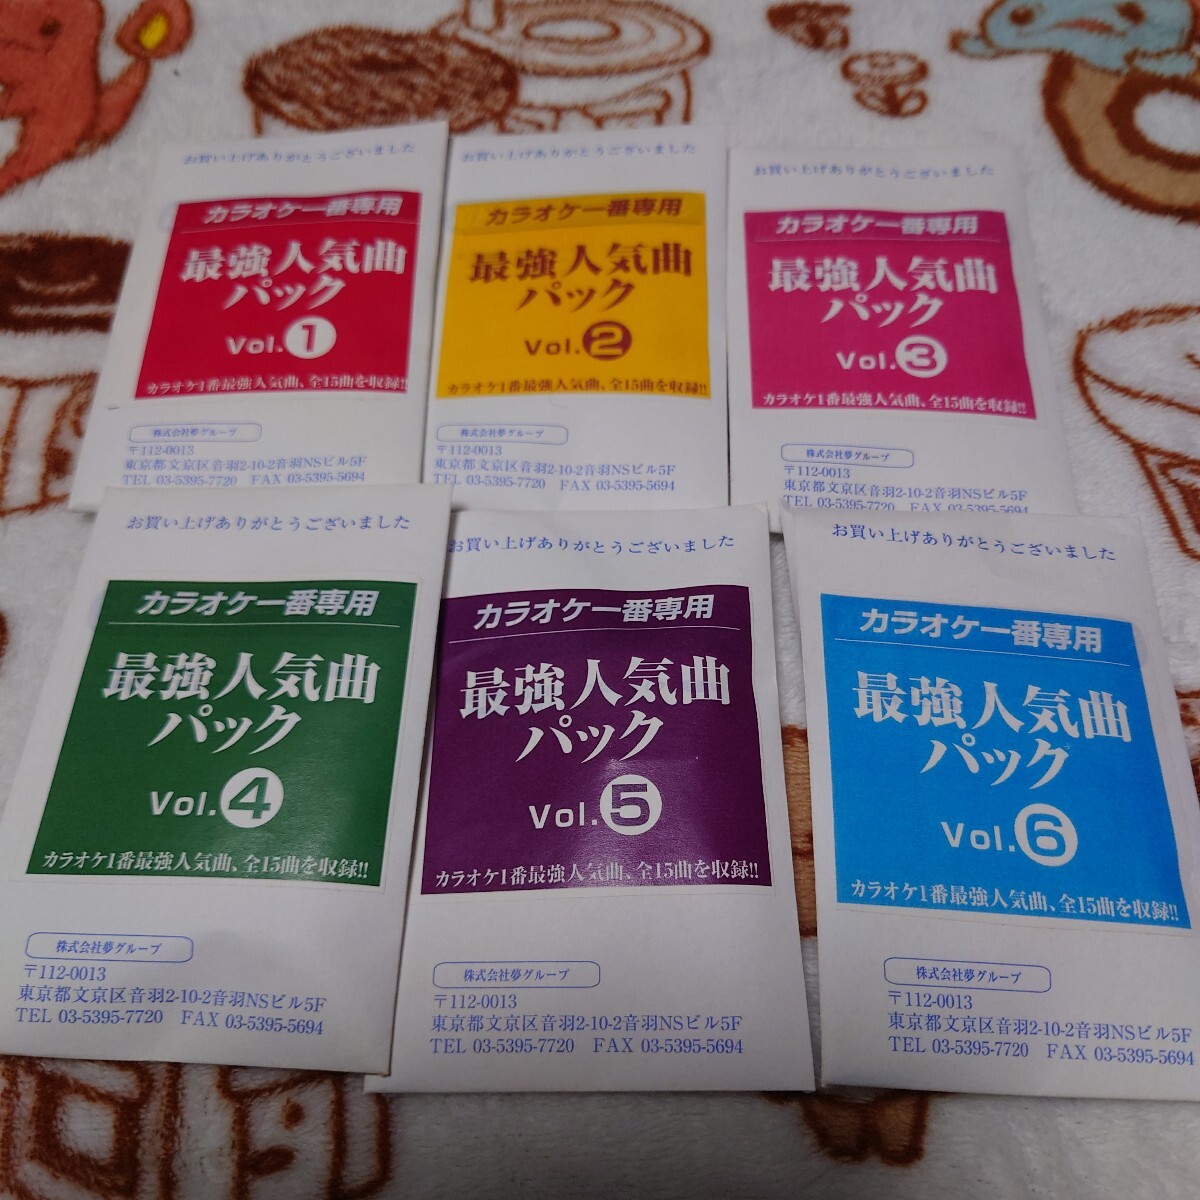 お買い上げありがとうございました
カラオケ一番専用
最強人気曲
パック
Vol.1
カラオケ1番最強人気曲、全15曲を収録!!
株式会社夢グループ
〒112-0013
東京都文京区音羽2-10-2音羽NSビル5F
TEL 03-5395-7720 FAX 03-5395-5694
お買い上げありがとうございました
カラオケ一番専用
最強人気曲
パック
Vol.2
カラオケ1番最強人気曲、全15曲を収録!!
株式会社夢グループ
〒112-0013
東京都文京区音羽2-10-2音羽NSビル5F
TEL 03-5395-7720 FAX 03-5395-5694
お買い上げありがとうございました
カラオケ一番専用
最強人気曲
パック
Vol.3
カラオケ1番最強人気曲、全15曲を収録!!
株式会社夢グループ
〒112-0013
東京都文京区音羽2-10-2音羽NSビル5F
TEL 03-5395-7720 FAX 03-5395-5694
お買い上げありがとうございました
カラオケ一番専用
最強人気曲
パック
Vol.4
カラオケ1番最強人気曲、全15曲を収録!!
株式会社夢グループ
〒112-0013
東京都文京区音羽2-10-2音羽NSビル5F
TEL 03-5395-7720 FAX 03-5395-5694
お買い上げありがとうございました
カラオケ一番専用
最強人気曲
パック
Vol.5
カラオケ1番最強人気曲、全15曲を収録!!
株式会社夢グループ
〒112-0013
東京都文京区音羽2-10-2音羽NSビル5F
TEL 03-5395-7720 FAX 03-5395-5694
お買い上げありがとうございました
カラオケ一番専用
最強人気曲
パック
Vol.6
カラオケ1番最強人気曲、全15曲を収録!!
株式会社夢グループ
〒112-0013
東京都文京区音羽2-10-2音羽NSビル5F
TEL 03-5395-7720 FAX 03-5395-5694